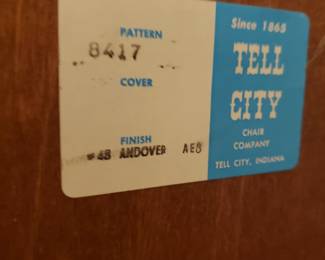 PATTERN
8417
COVER
FINISH
#48 ANDOVER AE8
Since 1865
TELL
CITY
CHAIR
COMPANY
TELL CITY, INDIANA